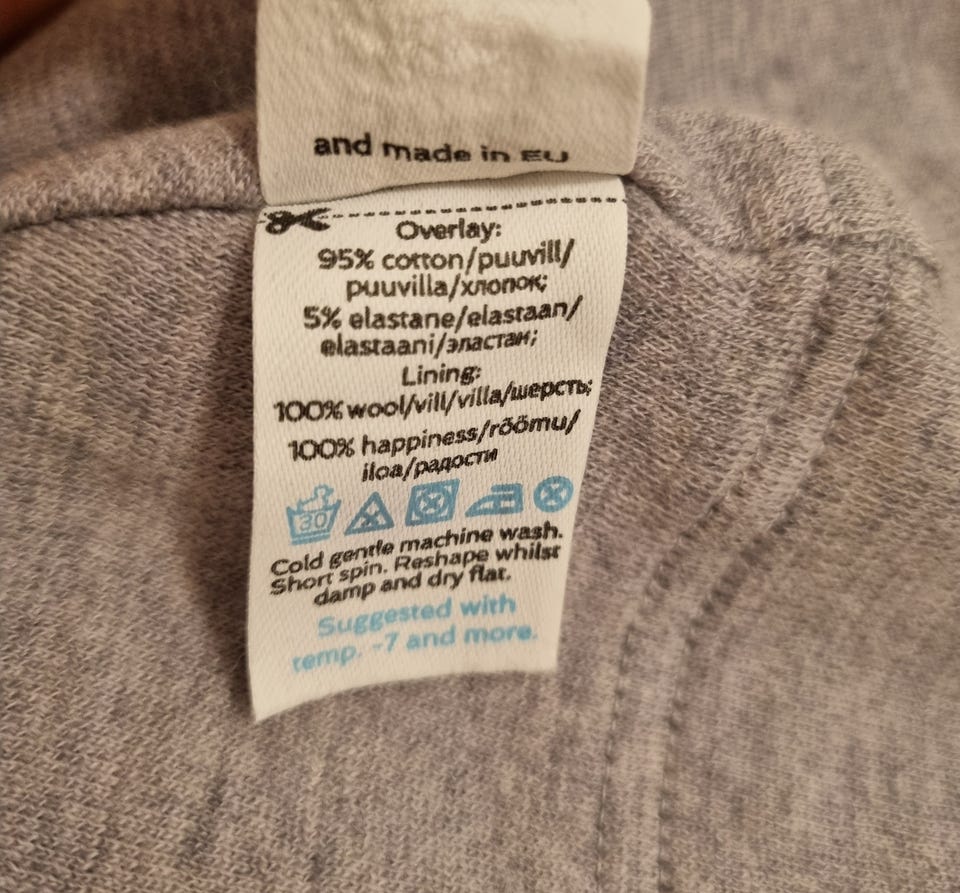 and made in EU
Overlay:
95% cotton/puuvill/
puuvilla/хлопок;
5% elastane/elastaan/
elastaani/эластан;
Lining:
100% wool/vill/villa/шерсть;
100% happiness/rõõmu/
iloa/радости
30
Cold gentle machine wash.
Short spin. Reshape whilst
damp and dry flat.
Suggested with
temp. -7 and more.